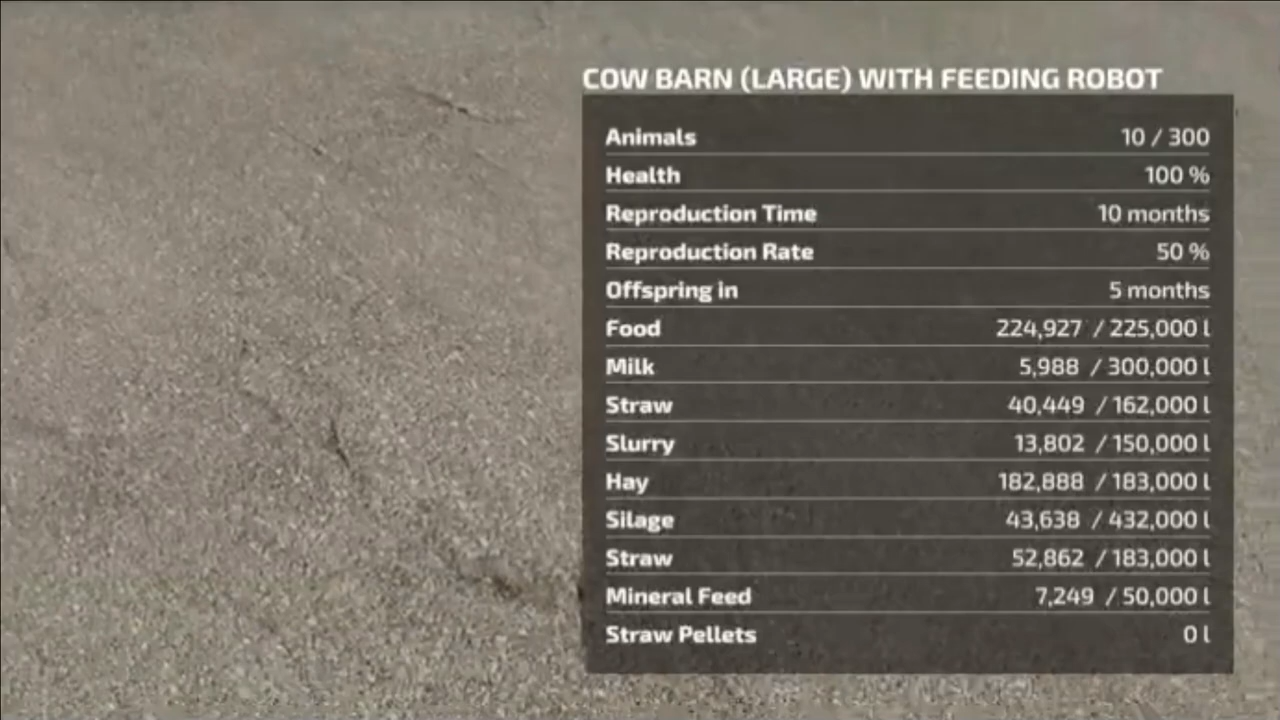 COW BARN (LARGE) WITH FEEDING ROBOT
Animals 10 / 300
Health 100 %
Reproduction Time 10 months
Reproduction Rate 50 %
Offspring in 5 months
Food 224,927 / 225,000 l
Milk 5,988 / 300,000 l
Straw 40,449 / 162,000 l
Slurry 13,802 / 150,000 l
Hay 182,888 / 183,000 l
Silage 43,638 / 432,000 l
Straw 52,862 / 183,000 l
Mineral Feed 7,249 / 50,000 l
Straw Pellets 0 l